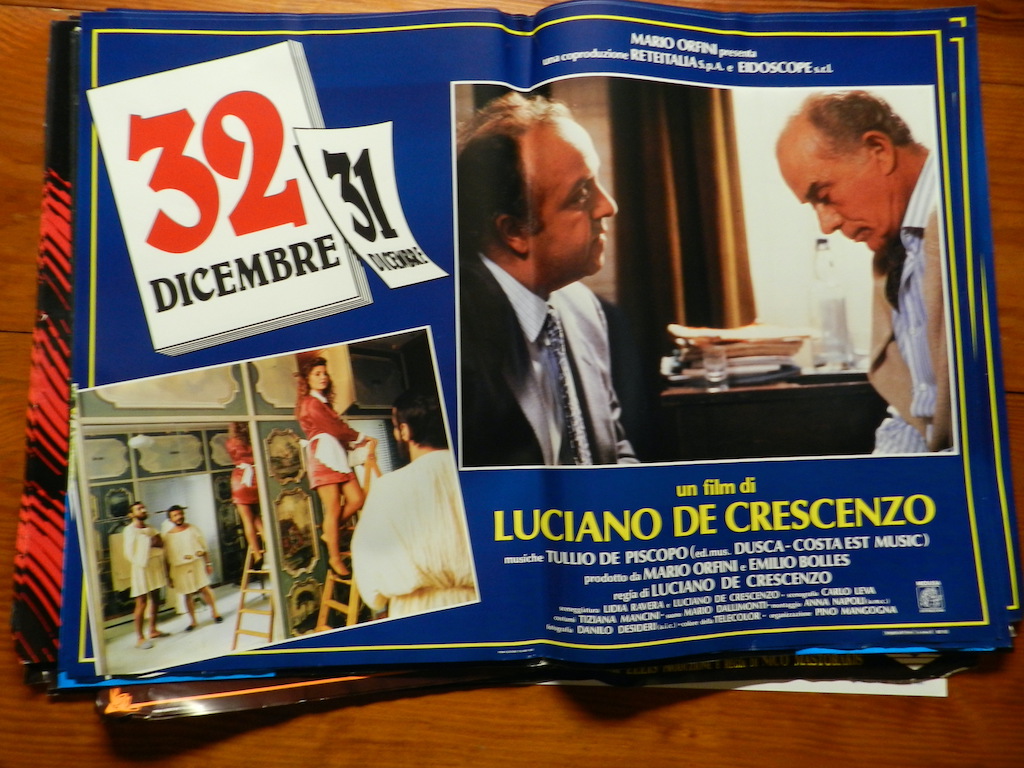 MARIO ORFINI presenta
una coproduzione RETEITALIA S.p.A. e EIDOSCOPE s.r.l.
32
DICEMBRE
31
DICEMBRE
un film di
LUCIANO DE CRESCENZO
musiche TULLIO DE PISCOPO (ed.mus. DUSCA-COSTA EST MUSIC)
prodotto da MARIO ORFINI e EMILIO BOLLES
regia di LUCIANO DE CRESCENZO
sceneggiatura LIDIA RAVERA e LUCIANO DE CRESCENZO - scenografia CARLO LEVA
costumi TIZIANA MANCINI - suono MARIO DALLIMONTI - montaggio ANNA NAPOLI (a.m.c.)
fotografia DANILO DESIDERI (a.i.c.) - colore della TELECOLOR - organizzazione PINO MANGOGNA